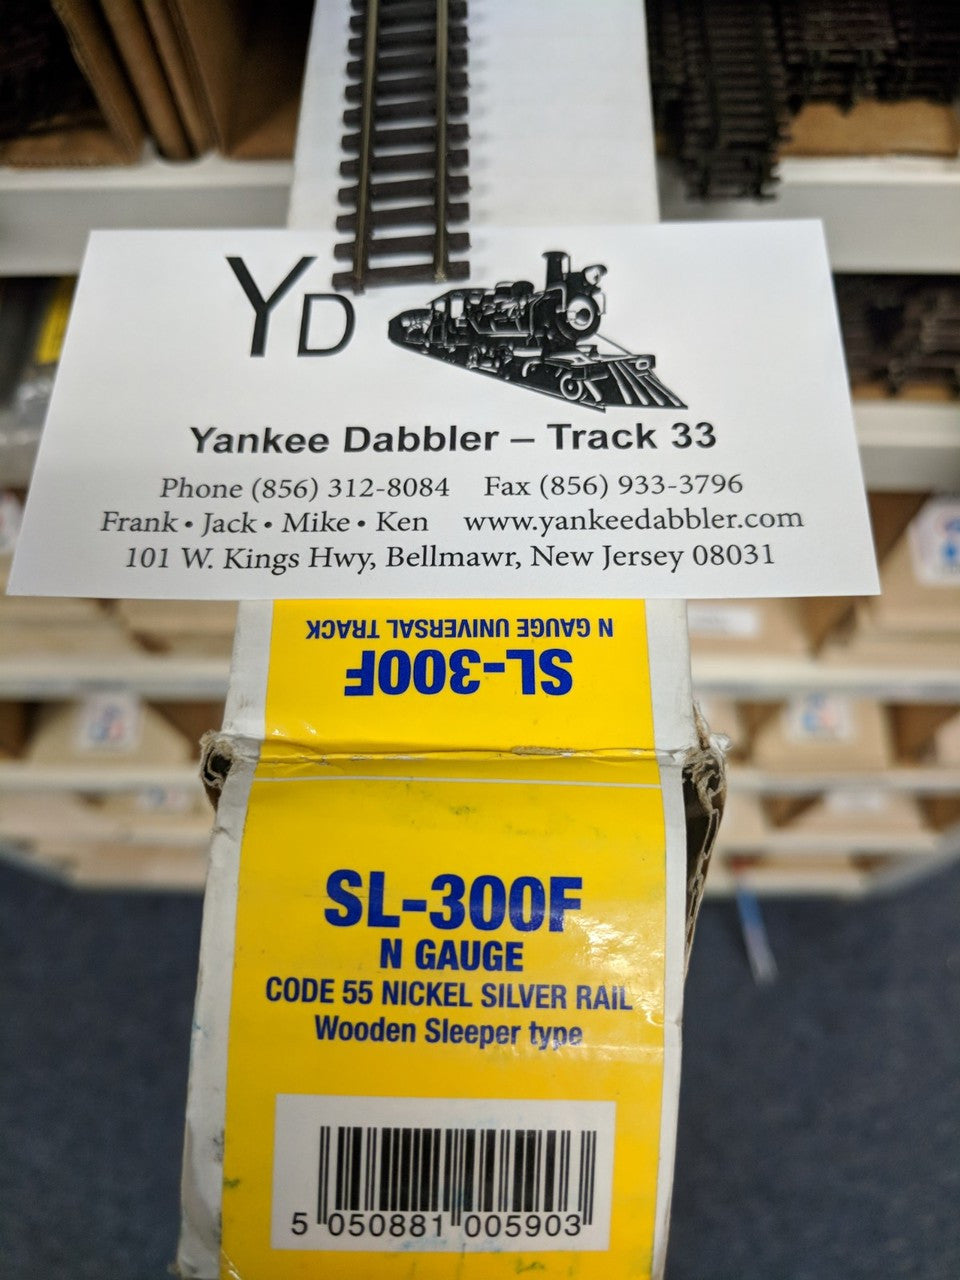 YD
Yankee Dabbler – Track 33
Phone (856) 312-8084 Fax (856) 933-3796
Frank • Jack • Mike • Ken www.yankeedabbler.com
101 W. Kings Hwy, Bellmawr, New Jersey 08031
SL-300F
N GAUGE UNIVERSAL TRACK
SL-300F
N GAUGE
CODE 55 NICKEL SILVER RAIL
Wooden Sleeper type
5 050881 005903